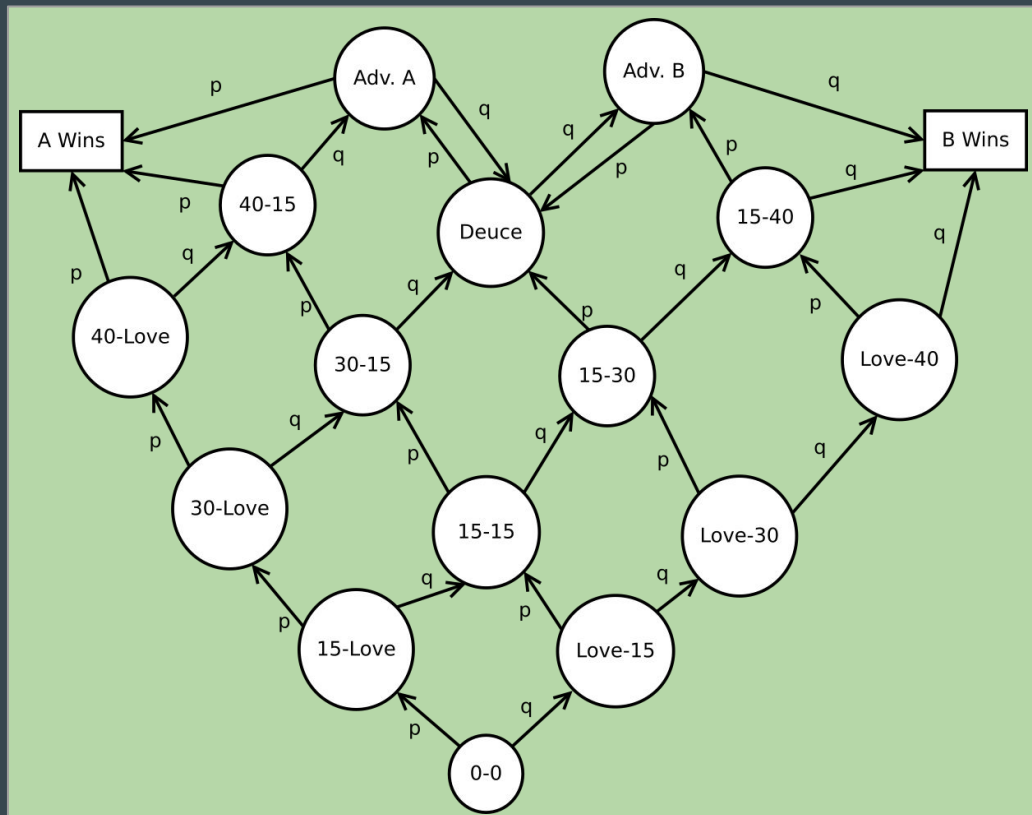 Adv. A
Adv. B
p
q
q
A Wins
B Wins
q
p
q
p
p
q
p
40-15
15-40
q
Deuce
q
p
q
q
p
p
p
40-Love
30-15
15-30
Love-40
q
p
q
p
p
q
30-Love
15-15
Love-30
q
q
p
p
15-Love
Love-15
q
p
0-0